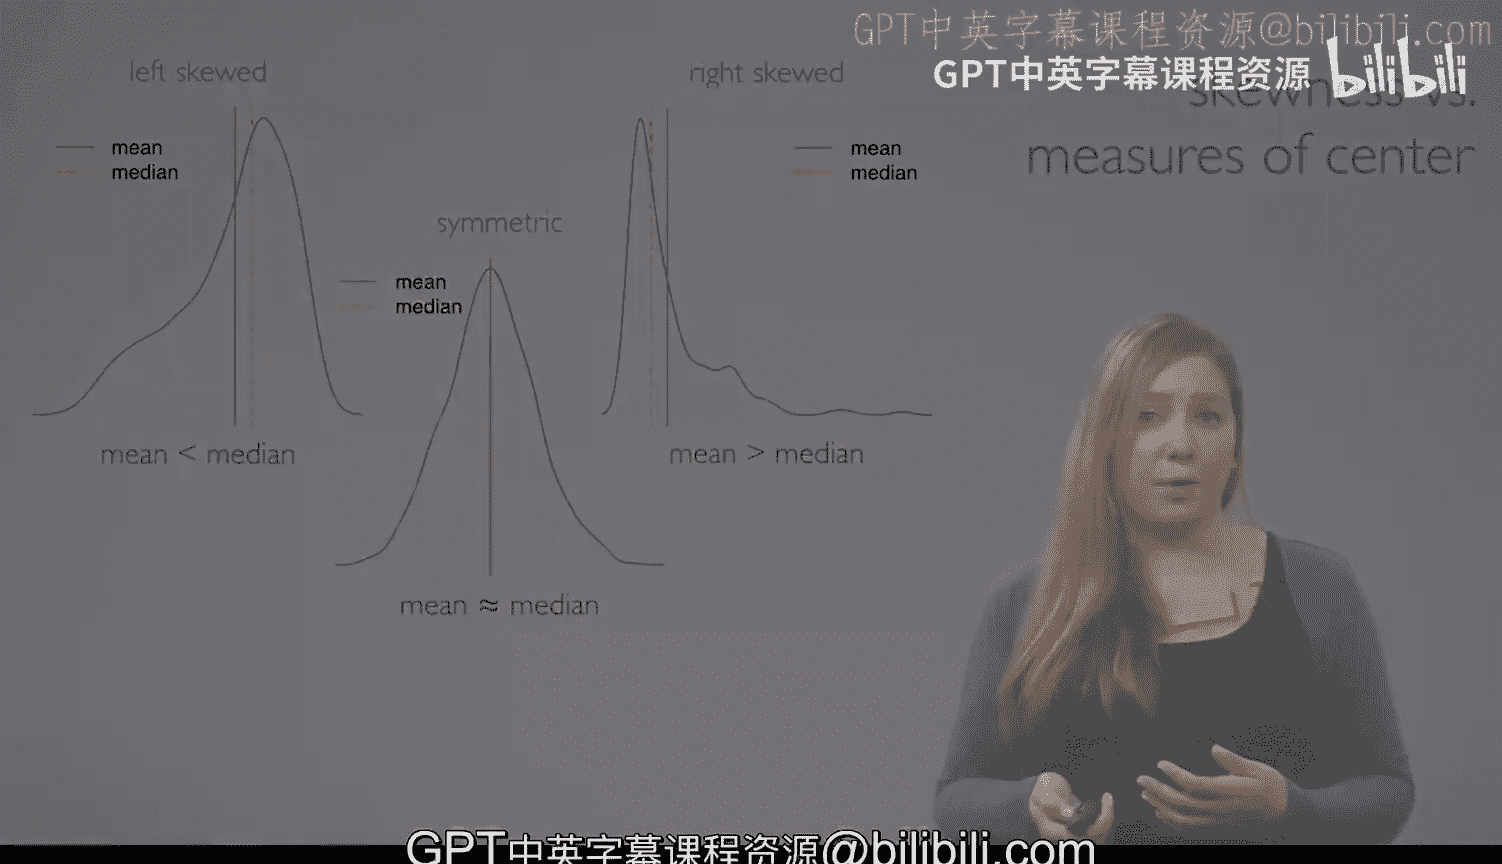 GPT中英字幕课程资源@bilibili.com
GPT中英字幕课程资源 bilibili
skewness vs.
measures of center
left skewed
mean
median
mean < median
symmetric
mean
median
mean ≈ median
right skewed
mean
median
mean > median
GPT中英字幕课程资源@bilibili.com